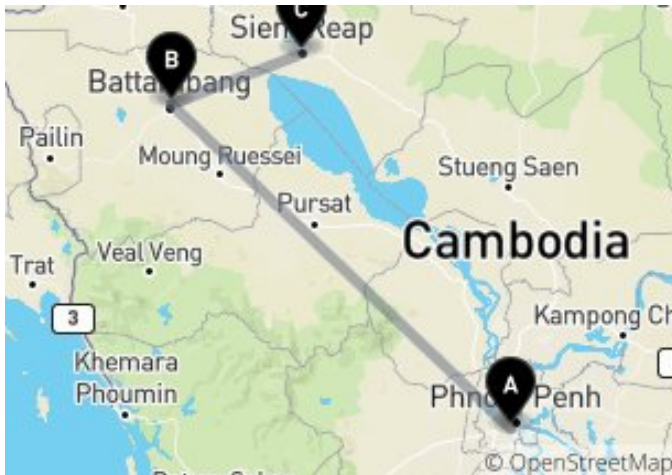 C
Siem Reap
B
Battambang
Pailin
Moung Ruessei
Stueng Saen
Pursat
Cambodia
Veal Veng
Trat
3
Kampong Ch
Khemara
Phoumin
A
Phnom Penh
© OpenStreetMap